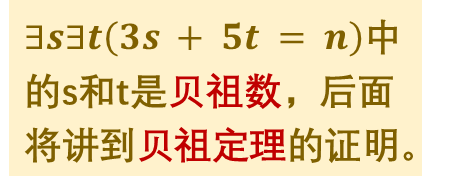 ∃s∃t(3s + 5t = n)中
的s和t是贝祖数，后面
将讲到贝祖定理的证明。